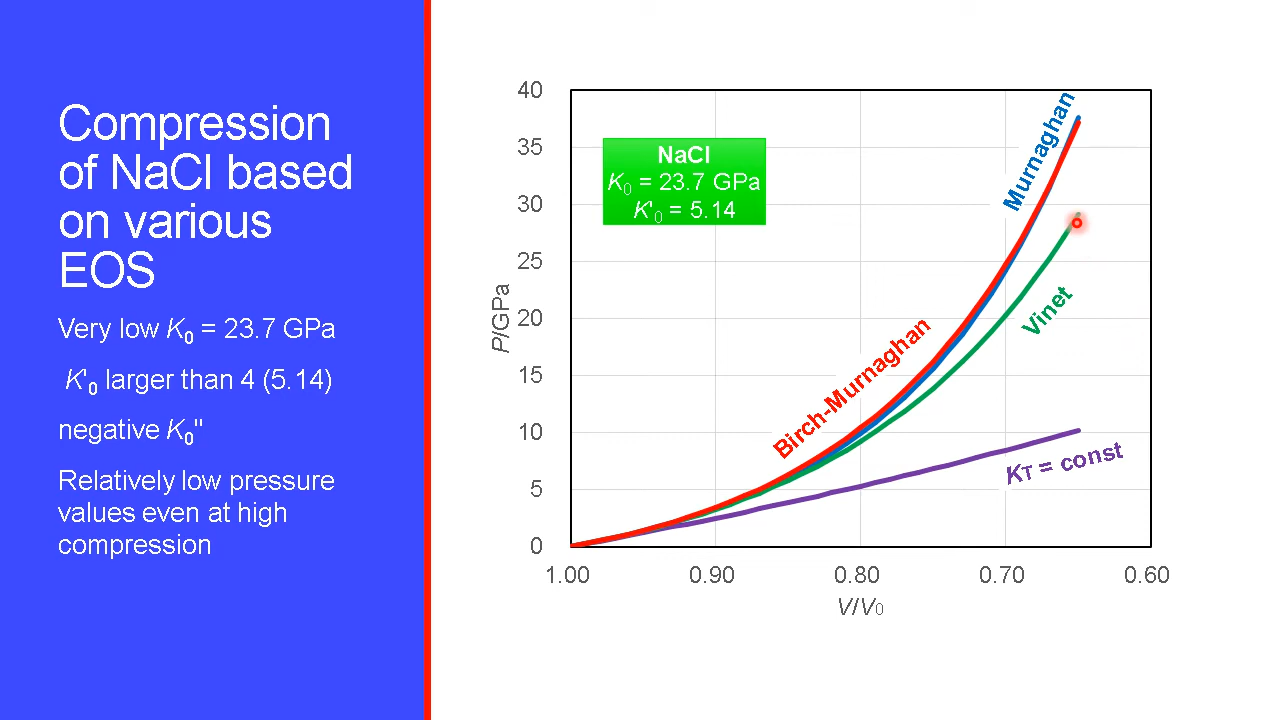 Compression
of NaCl based
on various
EOS
Very low K₀ = 23.7 GPa
K'₀ larger than 4 (5.14)
negative K₀"
Relatively low pressure
values even at high
compression
NaCl
K₀ = 23.7 GPa
K'₀ = 5.14
Murnaghan
Birch-Murnaghan
Vinet
KT = const
P/GPa
40
35
30
25
20
15
10
5
0
1.00 0.90 0.80 0.70 0.60
V/V₀